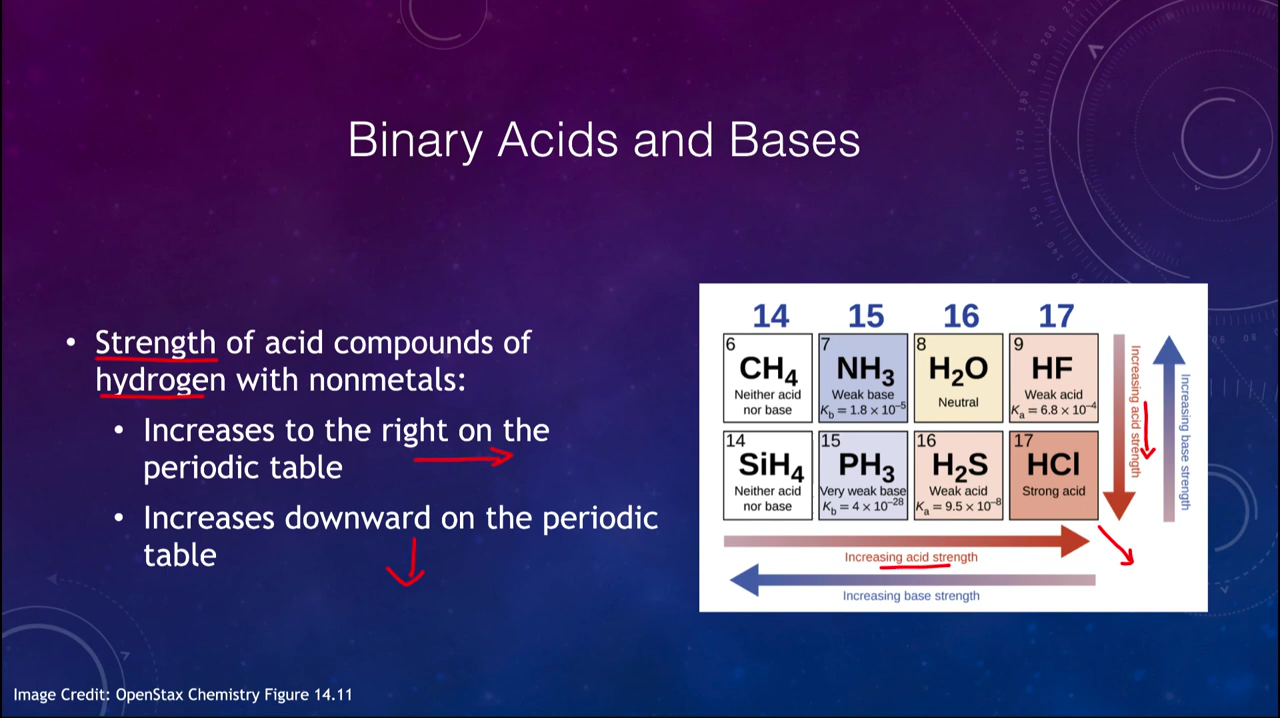 Binary Acids and Bases
• Strength of acid compounds of
hydrogen with nonmetals:
• Increases to the right on the
periodic table
• Increases downward on the periodic
table
14 15 16 17
6
CH₄
Neither acid
nor base
7
NH₃
Weak base
K_b = 1.8 × 10⁻⁵
8
H₂O
Neutral
9
HF
Weak acid
K_a = 6.8 × 10⁻⁴
14
SiH₄
Neither acid
nor base
15
PH₃
Very weak base
K_b = 4 × 10⁻²⁸
16
H₂S
Weak acid
K_a = 9.5 × 10⁻⁸
17
HCl
Strong acid
Increasing acid strength
Increasing base strength
Increasing acid strength
Increasing base strength
Image Credit: OpenStax Chemistry Figure 14.11